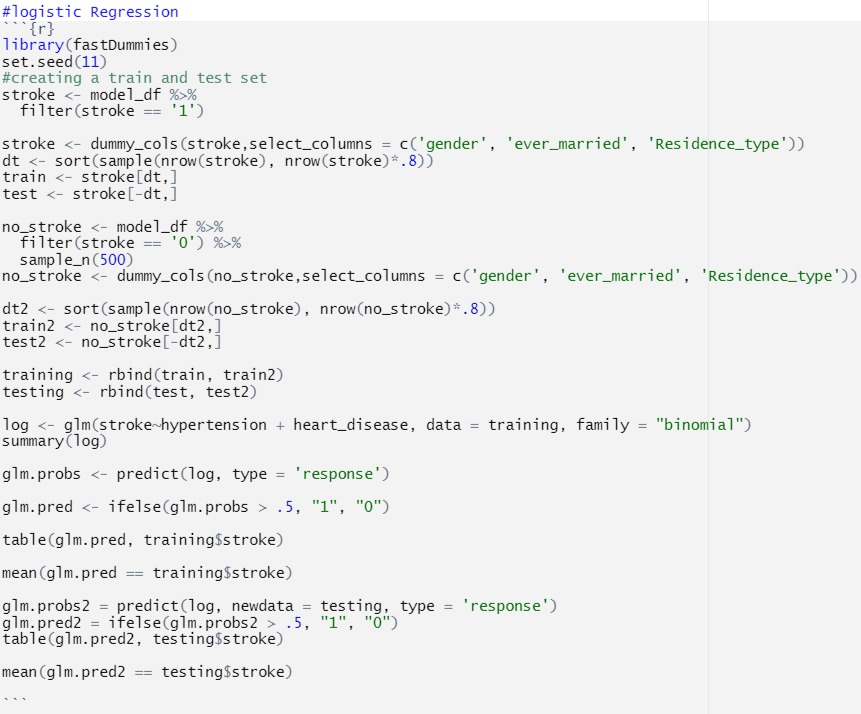 #logistic Regression
```{r}
library(fastDummies)
set.seed(11)
#creating a train and test set
stroke <- model_df %>%
  filter(stroke == '1')
stroke <- dummy_cols(stroke,select_columns = c('gender', 'ever_married', 'Residence_type'))
dt <- sort(sample(nrow(stroke), nrow(stroke)*.8))
train <- stroke[dt,]
test <- stroke[-dt,]
no_stroke <- model_df %>%
  filter(stroke == '0') %>%
  sample_n(500)
no_stroke <- dummy_cols(no_stroke,select_columns = c('gender', 'ever_married', 'Residence_type'))
dt2 <- sort(sample(nrow(no_stroke), nrow(no_stroke)*.8))
train2 <- no_stroke[dt2,]
test2 <- no_stroke[-dt2,]
training <- rbind(train, train2)
testing <- rbind(test, test2)
log <- glm(stroke~hypertension + heart_disease, data = training, family = "binomial")
summary(log)
glm.probs <- predict(log, type = 'response')
glm.pred <- ifelse(glm.probs > .5, "1", "0")
table(glm.pred, training$stroke)
mean(glm.pred == training$stroke)
glm.probs2 = predict(log, newdata = testing, type = 'response')
glm.pred2 = ifelse(glm.probs2 > .5, "1", "0")
table(glm.pred2, testing$stroke)
mean(glm.pred2 == testing$stroke)
```